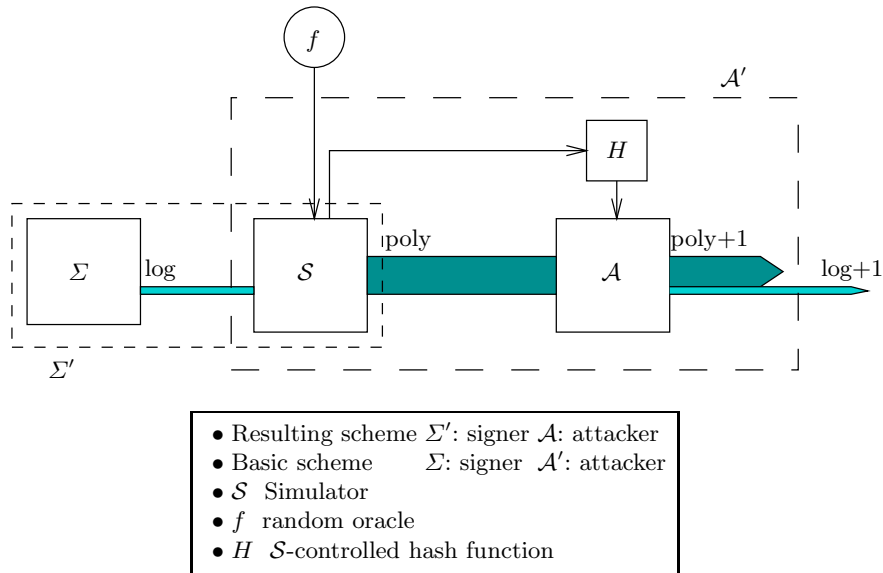 f
𝒜′
H
poly
poly+1
log
log+1
Σ
𝒮
𝒜
Σ′
• Resulting scheme Σ′: signer 𝒜: attacker
• Basic scheme Σ: signer 𝒜′: attacker
• 𝒮 Simulator
• f random oracle
• H 𝒮-controlled hash function